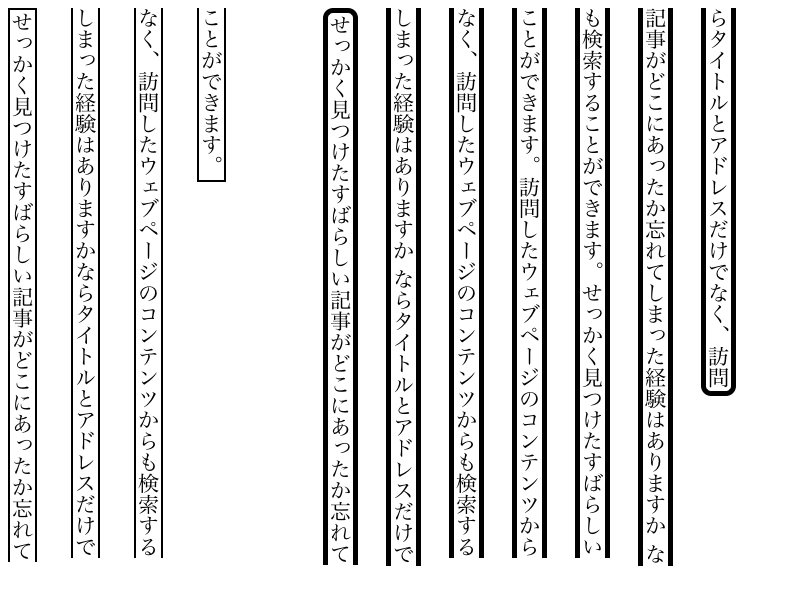 せっかく見つけたすばらしい記事がどこにあったか忘れて
しまった経験はありますかならタイトルとアドレスだけで
なく、訪問したウェブページのコンテンツからも検索する
ことができます。
せっかく見つけたすばらしい記事がどこにあったか忘れて
しまった経験はありますか ならタイトルとアドレスだけで
なく、訪問したウェブページのコンテンツからも検索する
ことができます。 訪問したウェブページのコンテンツから
も検索することができます。 せっかく見つけたすばらしい
記事がどこにあったか忘れてしまった経験はありますか な
らタイトルとアドレスだけでなく、訪問